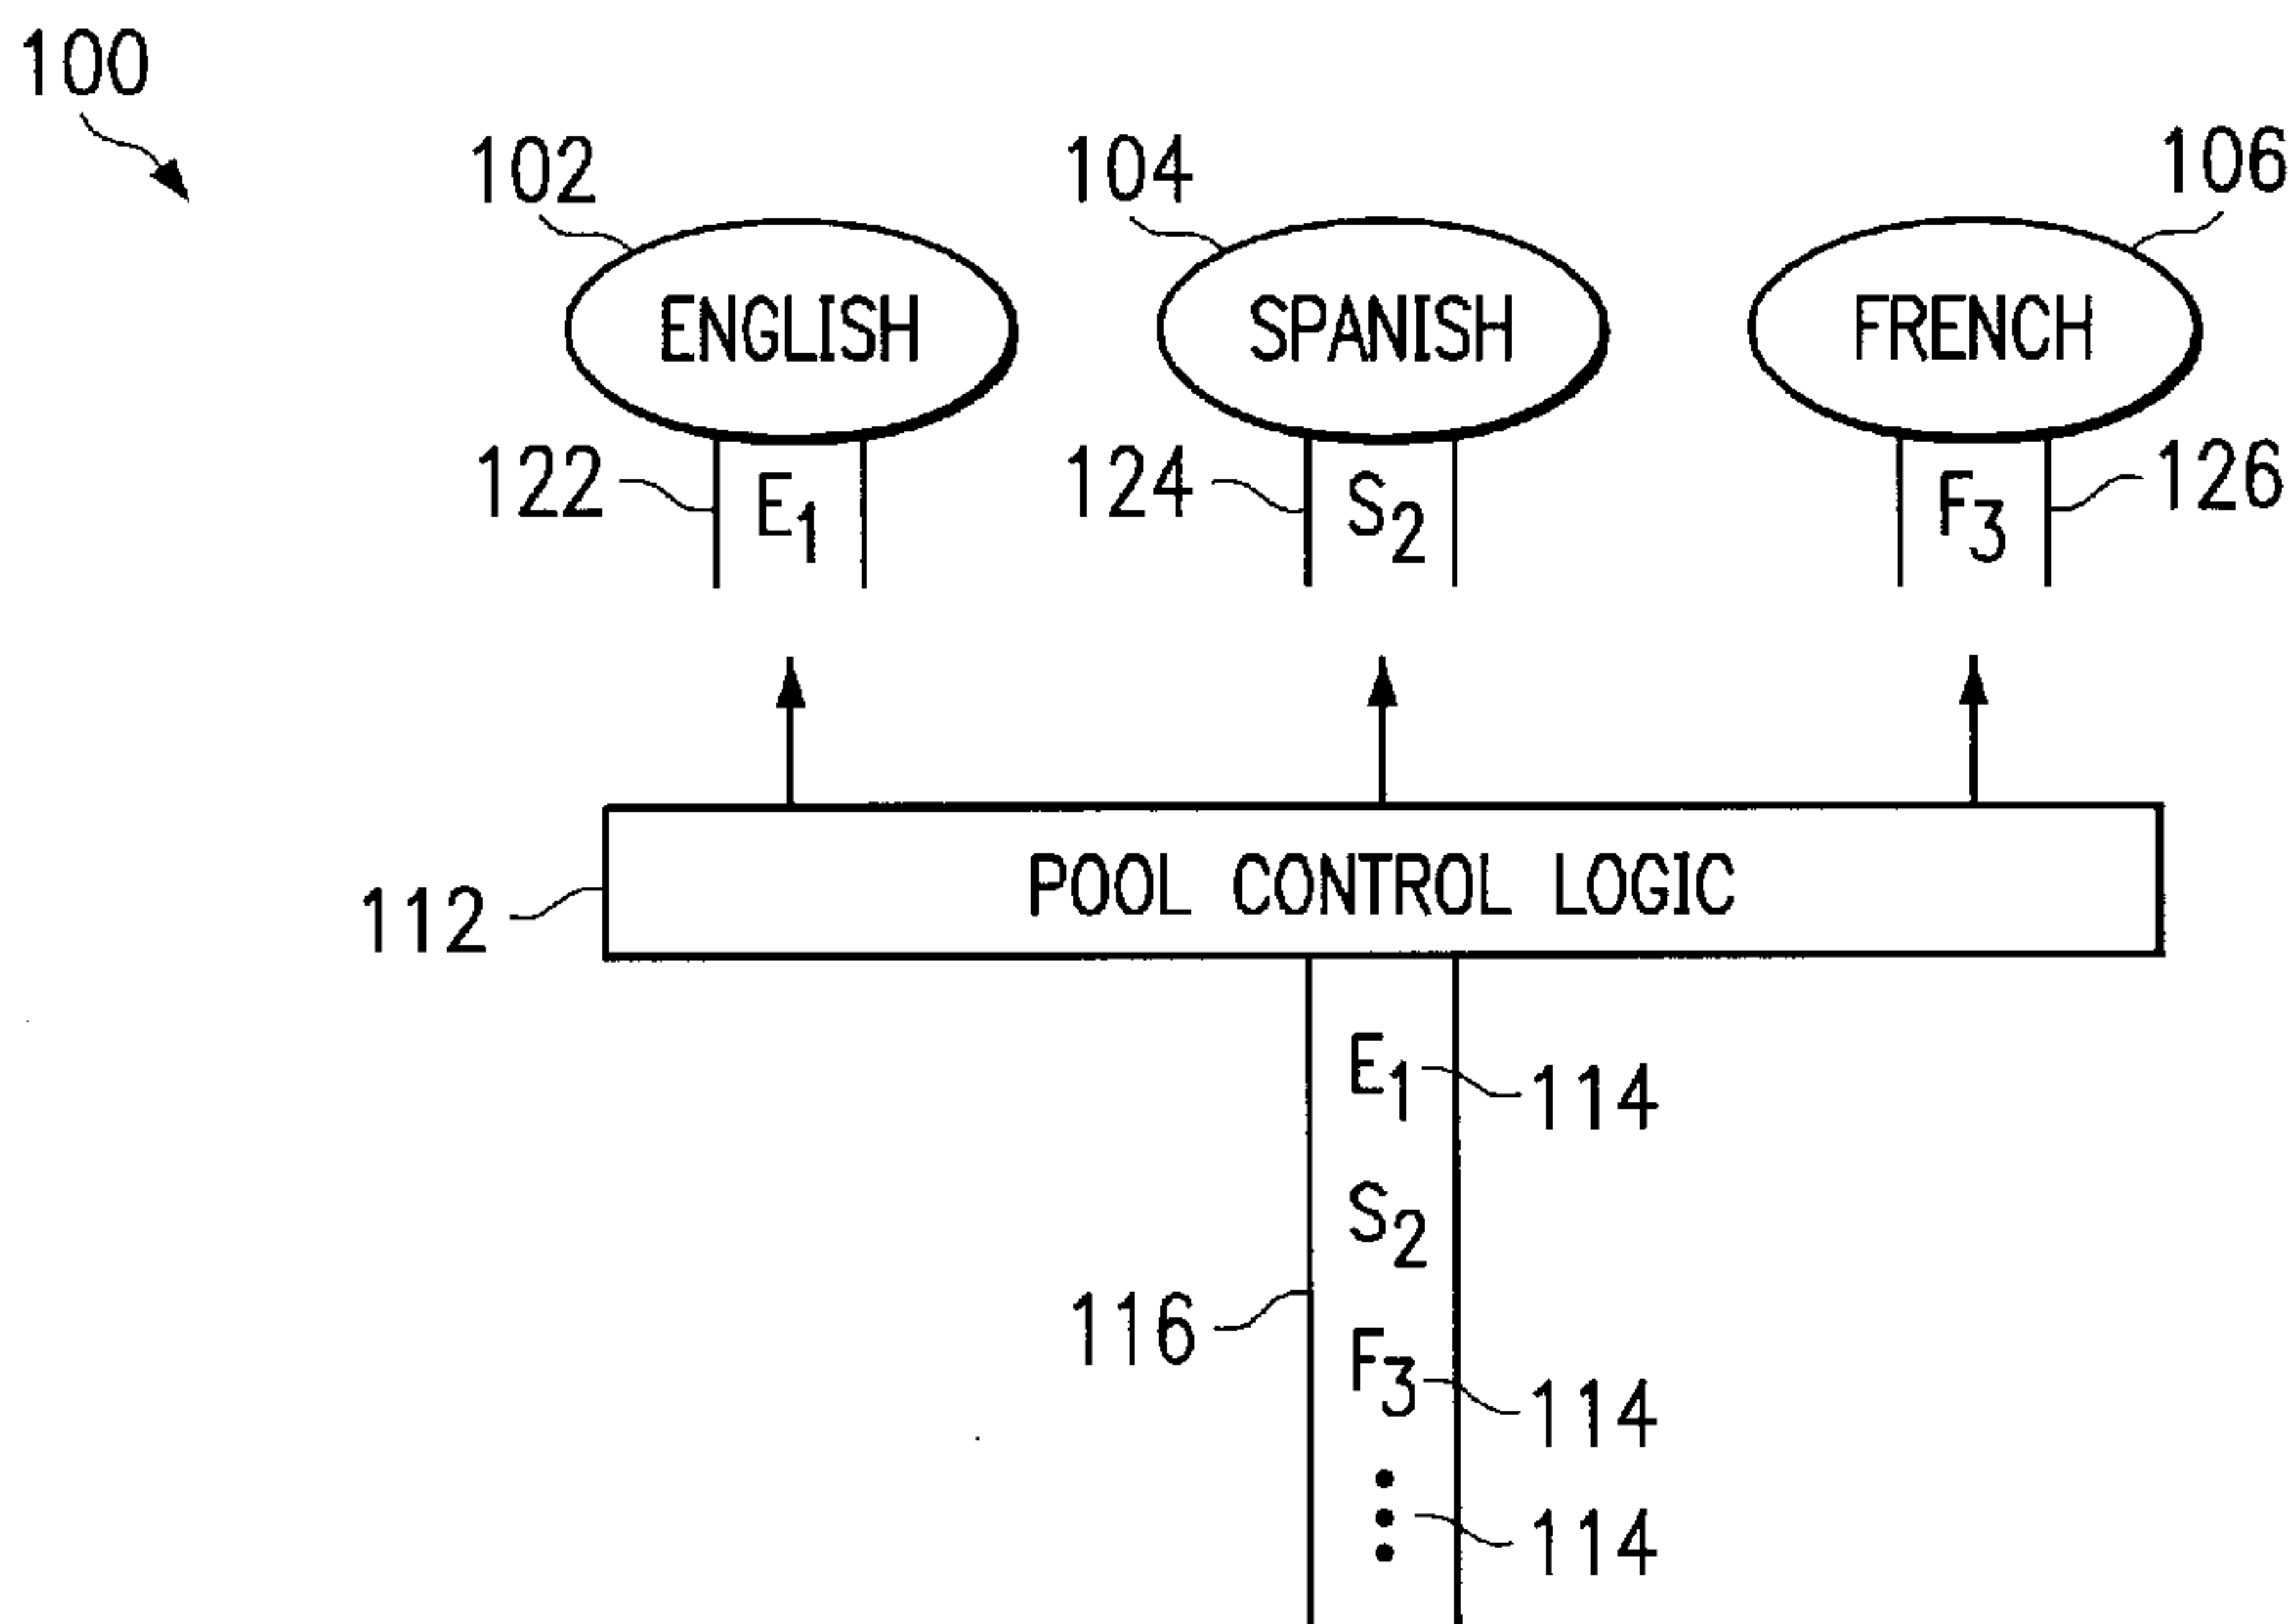 100
102 104 106
ENGLISH SPANISH FRENCH
122 E1 124 S2 F3 126
POOL CONTROL LOGIC
112
E1 114
S2
116
F3 114
114